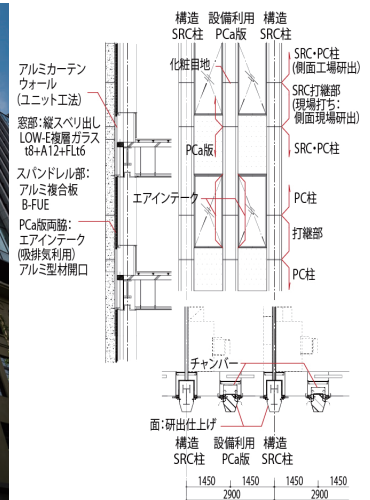 構造 設備利用 構造
SRC柱 PCa版 SRC柱
化粧目地
アルミカーテン
ウォール
(ユニット工法)
窓部:縦スベリ出し
LOW-E複層ガラス
t8+A12+FLt6
スパンドレル部:
アルミ複合板
B-FUE
PCa版両脇:
エアインテーク
(吸排気利用)
アルミ型材開口
SRC・PC柱
(側面工場研出)
SRC打継部
(現場打ち:
側面現場研出)
SRC・PC柱
PCa版
エアインテーク
PC柱
打継部
PC柱
チャンバー
面:研出仕上げ
構造 設備利用 構造
SRC柱 PCa版 SRC柱
1450 1450 1450 1450
2900 2900